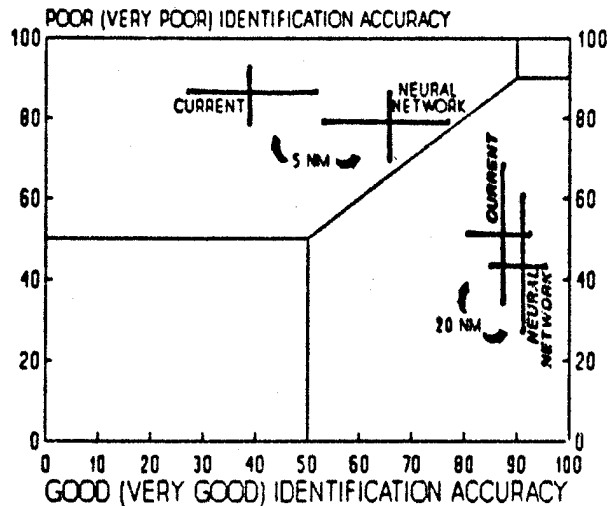 POOR (VERY POOR) IDENTIFICATION ACCURACY
100 100
80 80
60 60
40 40
20 20
0 0
CURRENT
NEURAL
NETWORK
5 NM
CURRENT
NEURAL
NETWORK
20 NM
0 10 20 30 40 50 60 70 80 90 100
GOOD (VERY GOOD) IDENTIFICATION ACCURACY